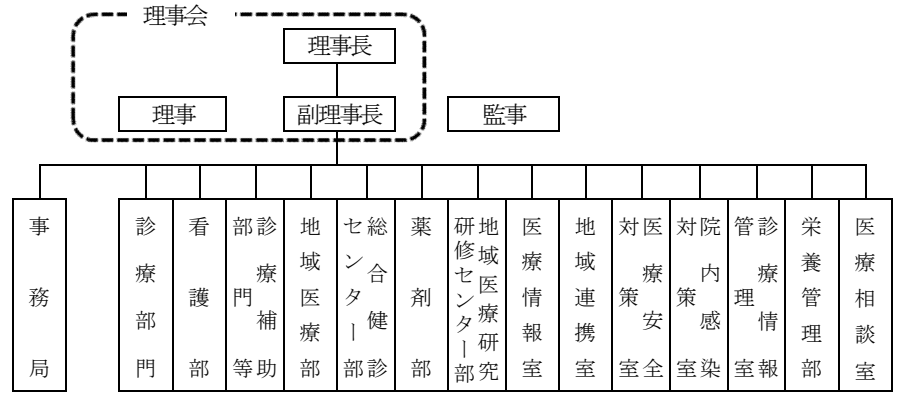 理事会
理事長
理事
副理事長
監事
事務局
診療部門
看護部
診療補助
部門等
地域医療部
総合健診
センター部
薬剤部
地域医療研究
研修センター部
医療情報室
地域連携室
医療安全
対策室
院内感染
対策室
診療情報
管理室
栄養管理部
医療相談室